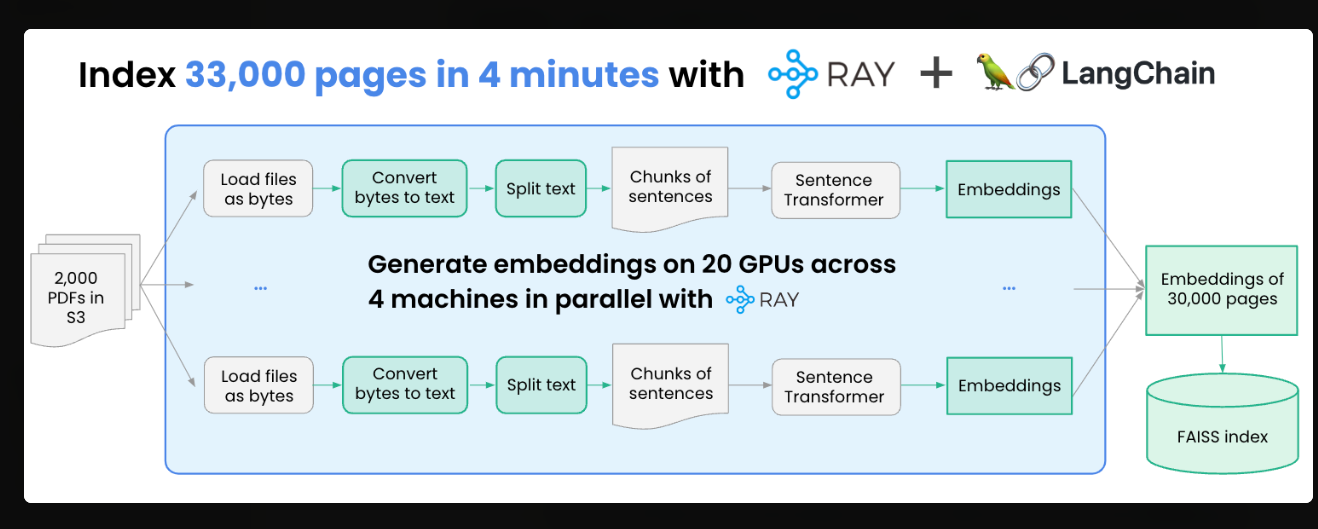 Index 33,000 pages in 4 minutes with RAY + LangChain
Load files
as bytes
Convert
bytes to text
Split text
Chunks of
sentences
Sentence
Transformer
Embeddings
2,000
PDFs in
S3
...
Generate embeddings on 20 GPUs across
4 machines in parallel with RAY
...
Embeddings of
30,000 pages
Load files
as bytes
Convert
bytes to text
Split text
Chunks of
sentences
Sentence
Transformer
Embeddings
FAISS index